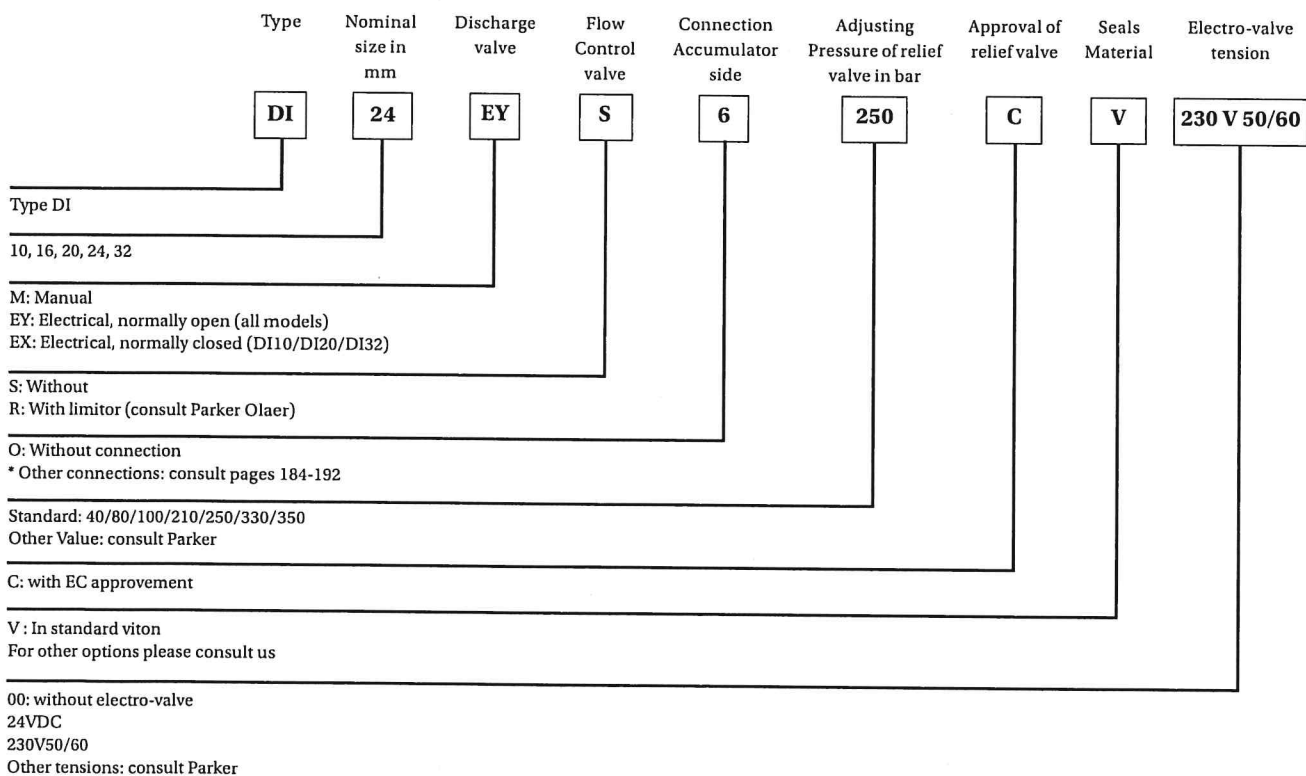 Type
Nominal
size in
mm
Discharge
valve
Flow
Control
valve
Connection
Accumulator
side
Adjusting
Pressure of relief
valve in bar
Approval of
relief valve
Seals
Material
Electro-valve
tension
DI
24
EY
S
6
250
C
V
230 V 50/60
Type DI
10, 16, 20, 24, 32
M: Manual
EY: Electrical, normally open (all models)
EX: Electrical, normally closed (DI10/DI20/DI32)
S: Without
R: With limitor (consult Parker Olaer)
O: Without connection
* Other connections: consult pages 184-192
Standard: 40/80/100/210/250/330/350
Other Value: consult Parker
C: with EC approvement
V : In standard viton
For other options please consult us
00: without electro-valve
24VDC
230V50/60
Other tensions: consult Parker